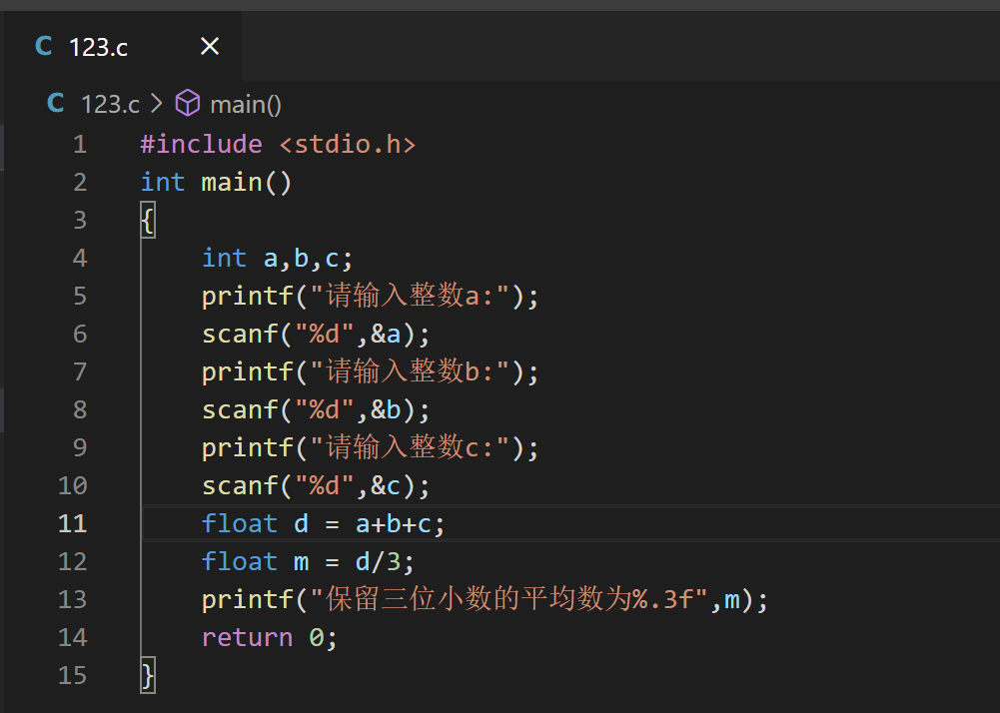 C 123.c ×
C 123.c > main()
1 #include <stdio.h>
2 int main()
3 {
4     int a,b,c;
5     printf("请输入整数a:");
6     scanf("%d",&a);
7     printf("请输入整数b:");
8     scanf("%d",&b);
9     printf("请输入整数c:");
10     scanf("%d",&c);
11     float d = a+b+c;
12     float m = d/3;
13     printf("保留三位小数的平均数为%.3f",m);
14     return 0;
15 }